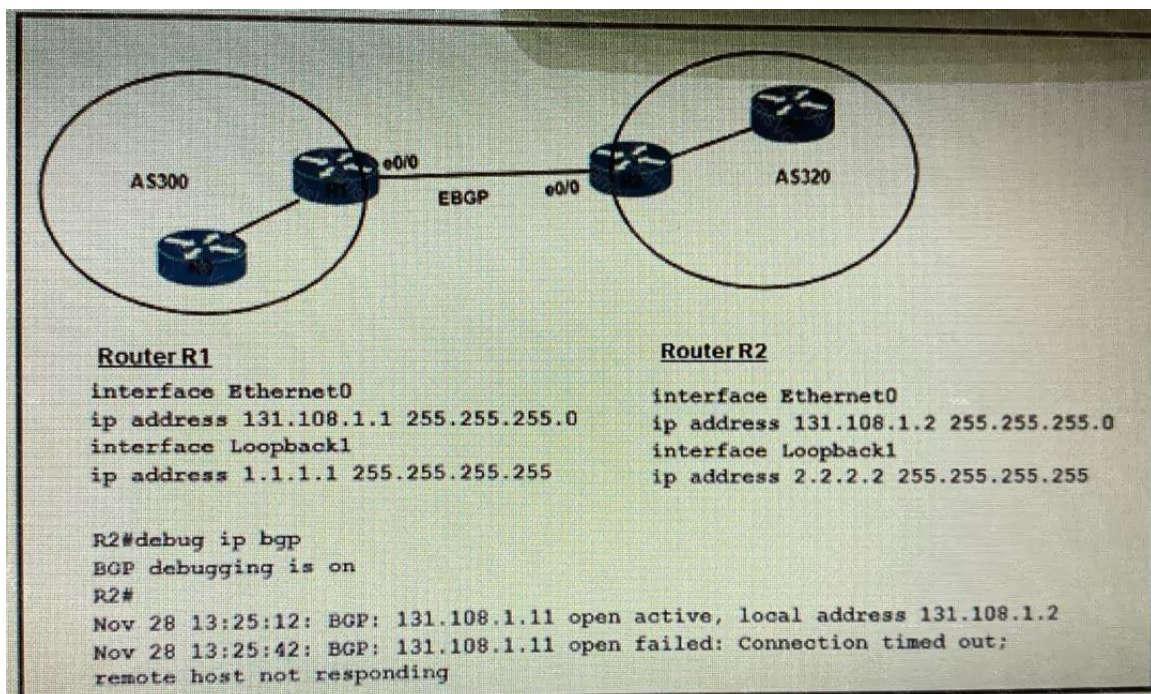 AS300
e0/0
EBGP
e0/0
AS320
Router R1
interface Ethernet0
ip address 131.108.1.1 255.255.255.0
interface Loopback1
ip address 1.1.1.1 255.255.255.255
Router R2
interface Ethernet0
ip address 131.108.1.2 255.255.255.0
interface Loopback1
ip address 2.2.2.2 255.255.255.255
R2#debug ip bgp
BGP debugging is on
R2#
Nov 28 13:25:12: BGP: 131.108.1.11 open active, local address 131.108.1.2
Nov 28 13:25:42: BGP: 131.108.1.11 open failed: Connection timed out;
remote host not responding